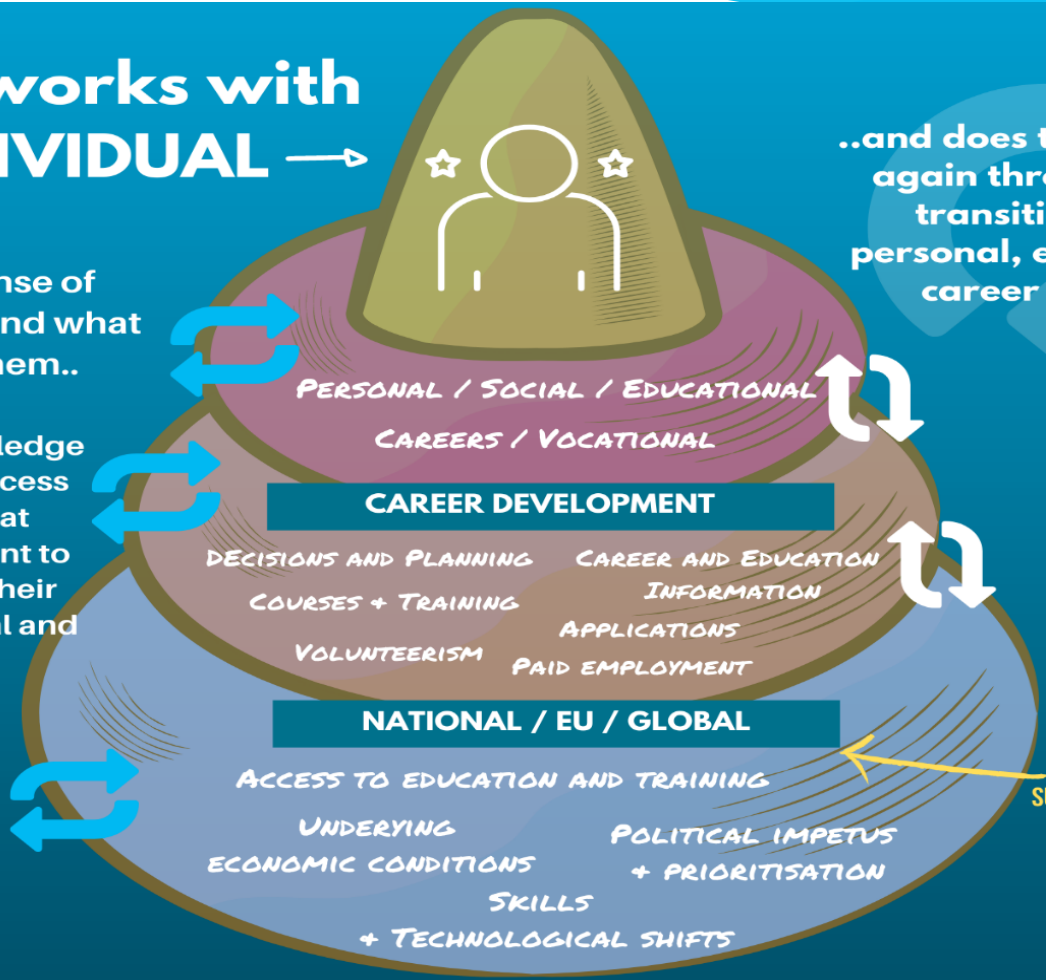 works with
IVIDUAL
nse of
nd what
hem..
ledge
cess
at
nt to
heir
l and
..and does t
again thr
transiti
personal, e
career
PERSONAL / SOCIAL / EDUCATIONAL
CAREERS / VOCATIONAL
CAREER DEVELOPMENT
DECISIONS AND PLANNING
CAREER AND EDUCATION
INFORMATION
COURSES + TRAINING
APPLICATIONS
VOLUNTEERISM
PAID EMPLOYMENT
NATIONAL / EU / GLOBAL
ACCESS TO EDUCATION AND TRAINING
UNDERYING
ECONOMIC CONDITIONS
POLITICAL IMPETUS
+ PRIORITISATION
SKILLS
+ TECHNOLOGICAL SHIFTS